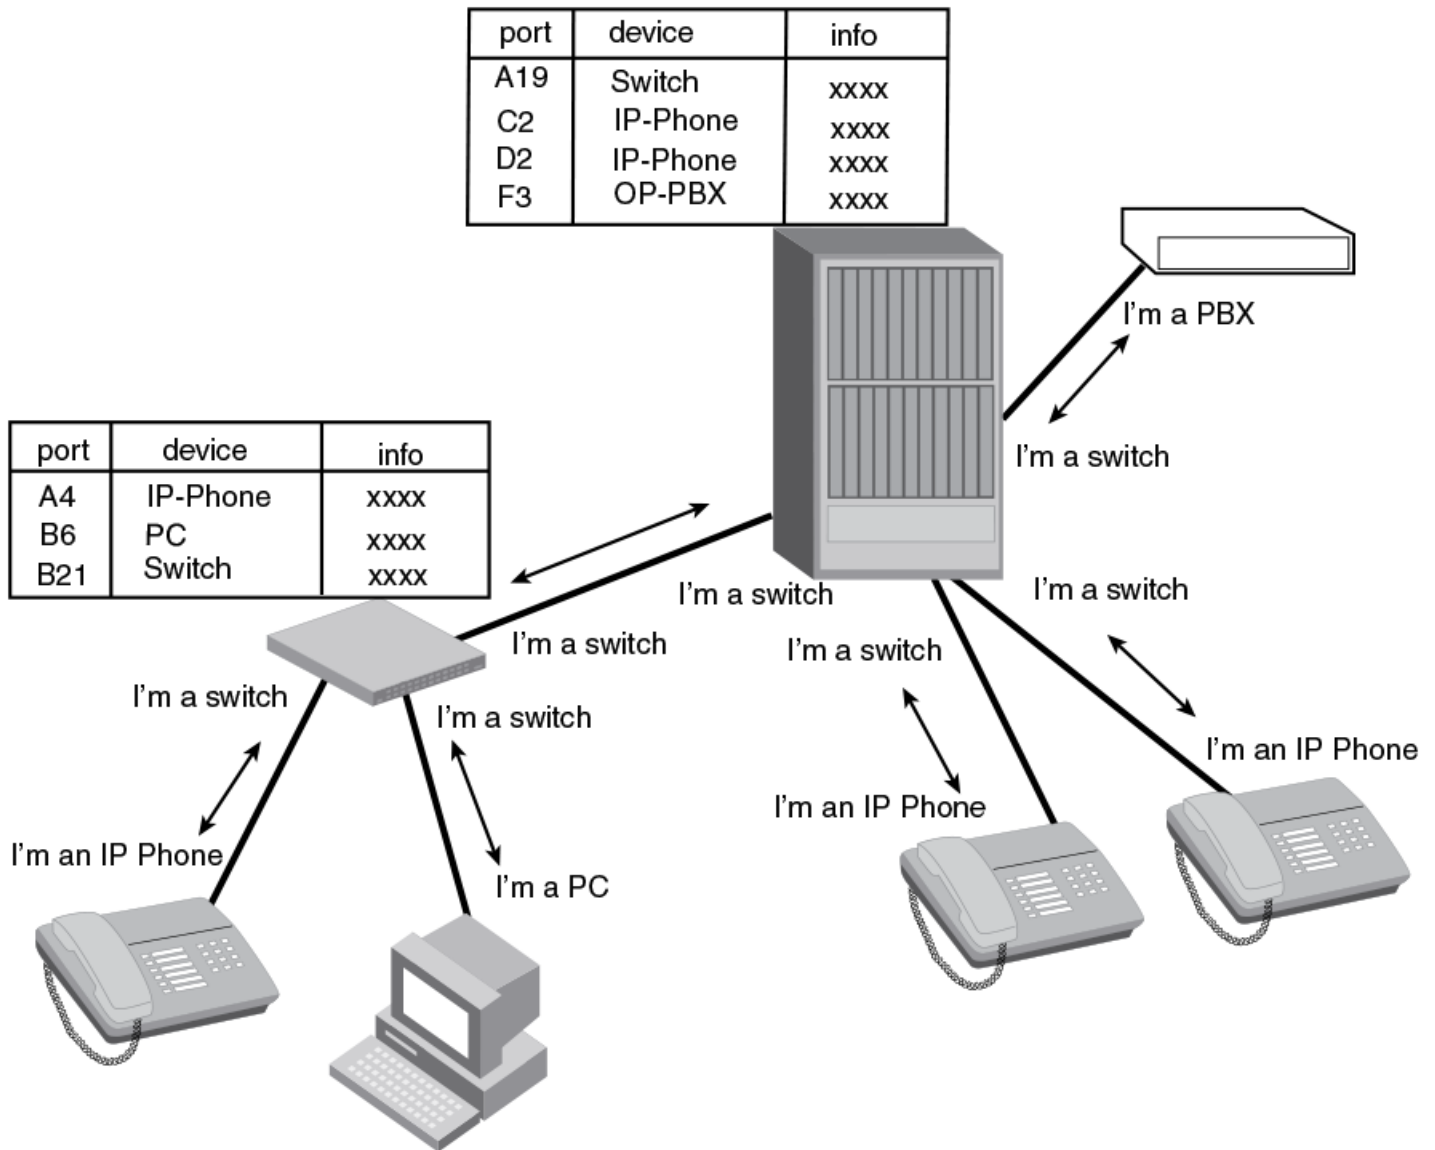 port device info
A19 Switch xxxx
C2 IP-Phone xxxx
D2 IP-Phone xxxx
F3 OP-PBX xxxx
I'm a PBX
I'm a switch
port device info
A4 IP-Phone xxxx
B6 PC xxxx
B21 Switch xxxx
I'm a switch
I'm a switch
I'm a switch
I'm a switch
I'm a switch
I'm a switch
I'm an IP Phone
I'm an IP Phone
I'm an IP Phone
I'm a PC